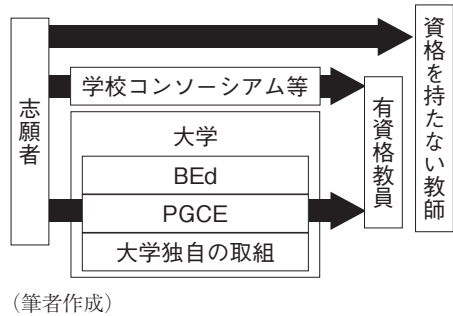 志願者
学校コンソーシアム等
大学
BEd
PGCE
大学独自の取組
有資格教員
資格を持たない教師
(筆者作成)